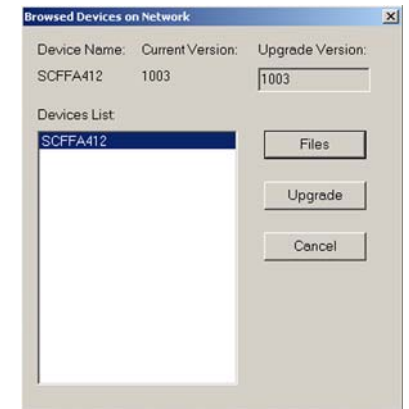 Browsed Devices on Network
Device Name: Current Version: Upgrade Version:
SCFFA412 1003 1003
Devices List:
SCFFA412
Files
Upgrade
Cancel